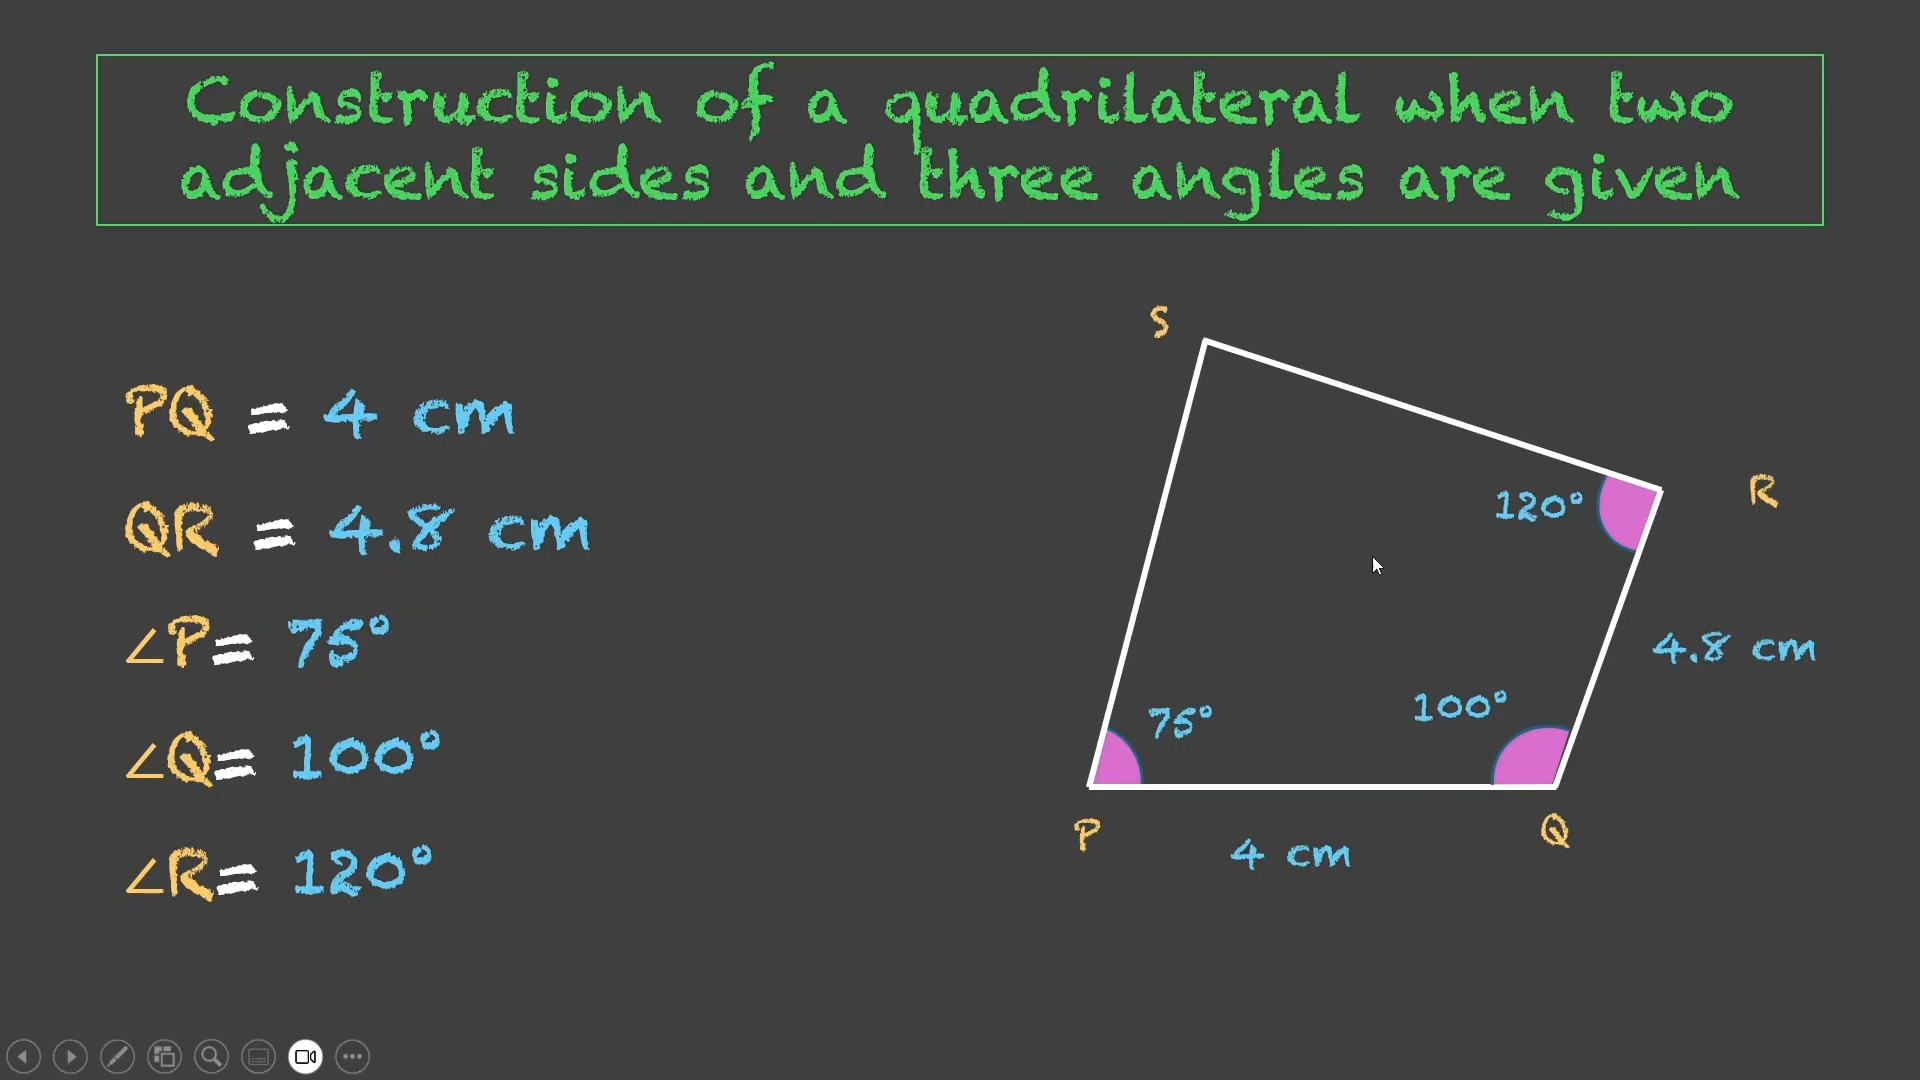 Construction of a quadrilateral when two
adjacent sides and three angles are given
PQ = 4 cm
QR = 4.8 cm
∠P= 75°
∠Q= 100°
∠R= 120°
S
R
120°
4.8 cm
75°
100°
P
Q
4 cm